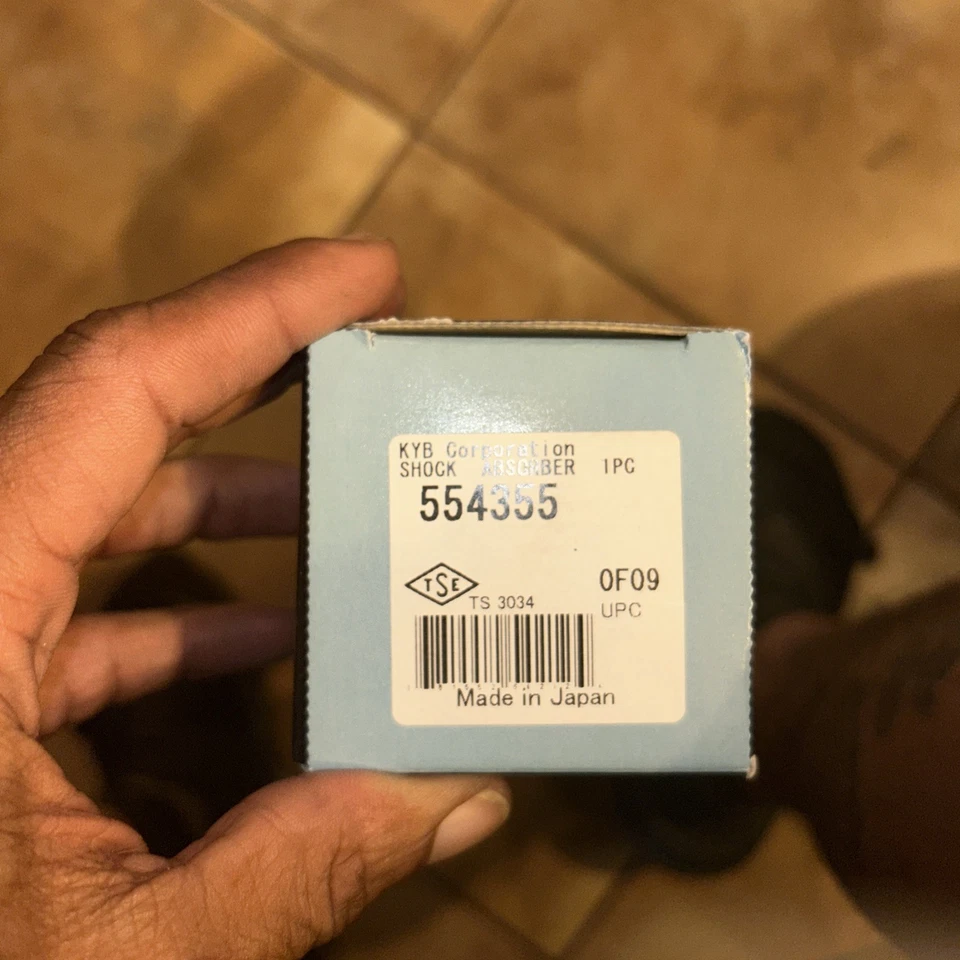 KYB Corporation
SHOCK ABSORBER 1PC
554355
TSE
TS 3034
0F09
UPC
Made in Japan